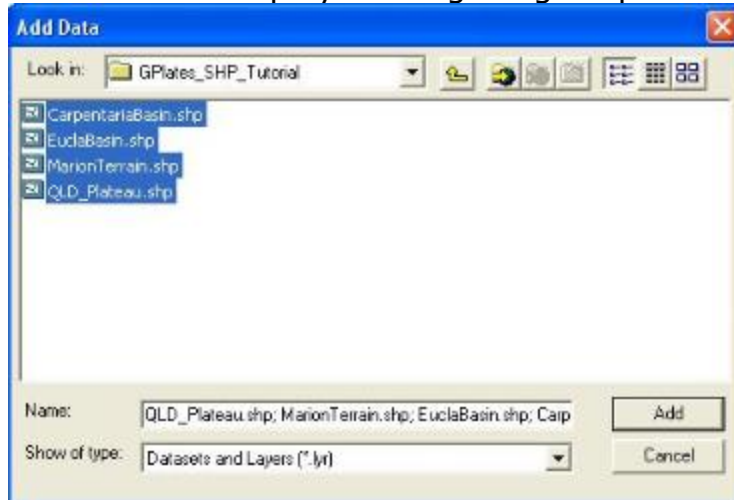 Add Data
Look in: GPlates_SHP_Tutorial
CarpentariaBasin.shp
EuclaBasin.shp
MarionTerrain.shp
QLD_Plateau.shp
Name: QLD_Plateau.shp; MarionTerrain.shp; EuclaBasin.shp; Carp
Add
Show of type: Datasets and Layers (*.lyr)
Cancel